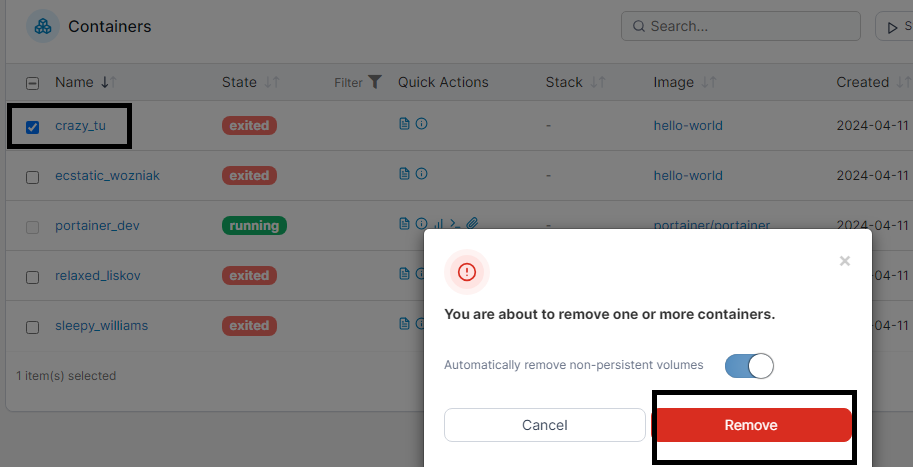 Containers
Search...
S
Name State Filter Quick Actions Stack Image Created
crazy_tu exited - hello-world 2024-04-11
ecstatic_wozniak exited - hello-world 2024-04-11
portainer_dev running portainer/portainer 2024-04-11
relaxed_liskov exited 2024-04-11
sleepy_williams exited 2024-04-11
1 item(s) selected
You are about to remove one or more containers.
Automatically remove non-persistent volumes
Cancel Remove